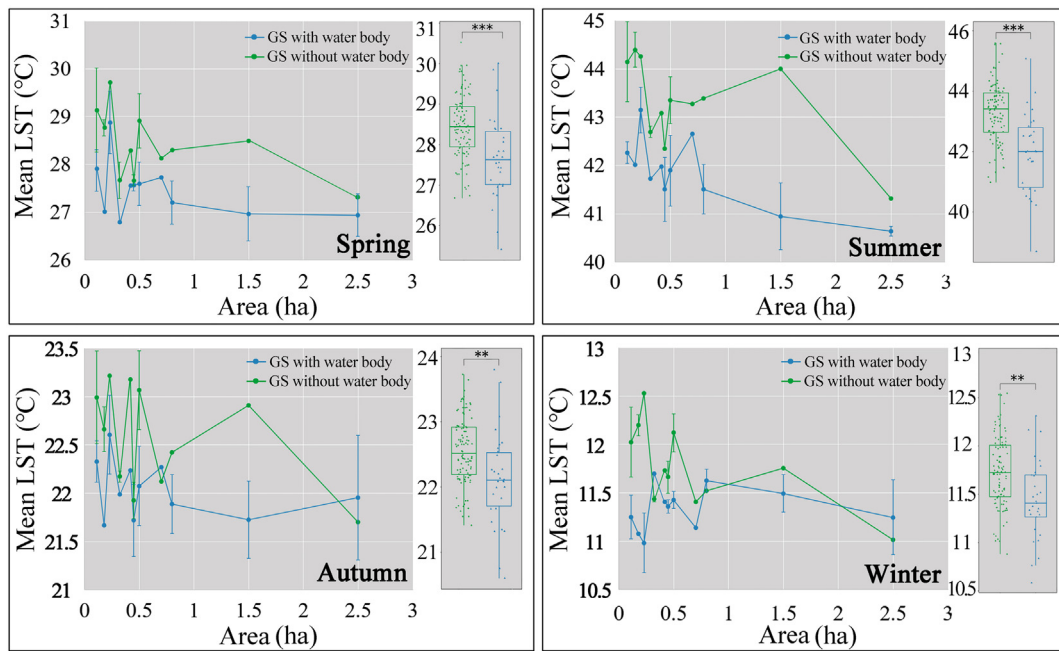 Mean LST (℃)
31
30
29
28
27
26
GS with water body
GS without water body
Spring
0 0.5 1 1.5 2 2.5 3
Area (ha)
31
30
29
28
27
26
***
Mean LST (℃)
45
44
43
42
41
40
GS with water body
GS without water body
Summer
0 0.5 1 1.5 2 2.5 3
Area (ha)
46
44
42
40
***
Mean LST (℃)
23.5
23
22.5
22
21.5
21
GS with water body
GS without water body
Autumn
0 0.5 1 1.5 2 2.5 3
Area (ha)
24
23
22
21
**
Mean LST (℃)
13
12.5
12
11.5
11
10.5
GS with water body
GS without water body
Winter
0 0.5 1 1.5 2 2.5 3
Area (ha)
13
12
11
10.5
**